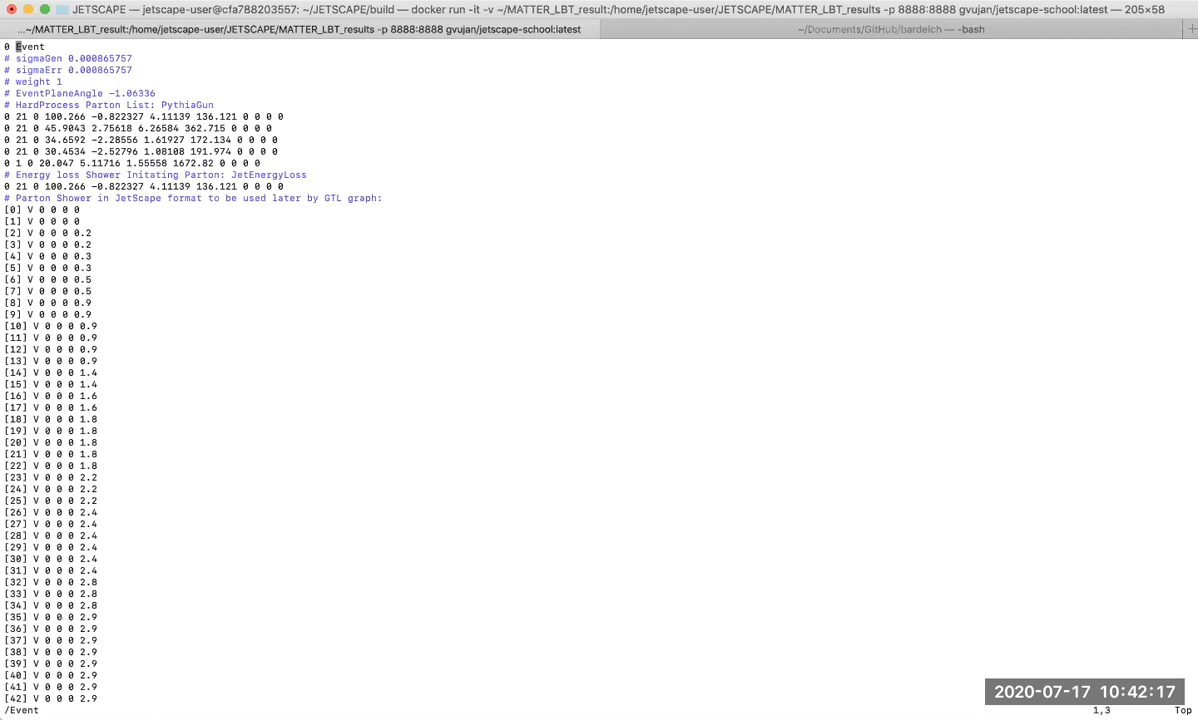 JETSCAPE — jetscape-user@cfa788203557: ~/JETSCAPE/build — docker run -it -v ~/MATTER_LBT_result:/home/jetscape-user/JETSCAPE/MATTER_LBT_results -p 8888:8888 gvujan/jetscape-school:latest — 205×58
...~/MATTER_LBT_result:/home/jetscape-user/JETSCAPE/MATTER_LBT_results -p 8888:8888 gvujan/jetscape-school:latest
~/Documents/GitHub/bardelch — -bash
0 Event
# sigmaGen 0.000865757
# sigmaErr 0.000865757
# weight 1
# EventPlaneAngle -1.06336
# HardProcess Parton List: PythiaGun
0 21 0 100.266 -0.822327 4.11139 136.121 0 0 0 0
0 21 0 45.9043 2.75618 6.26584 362.715 0 0 0 0
0 21 0 34.6592 -2.28556 1.61927 172.134 0 0 0 0
0 21 0 30.4534 -2.52796 1.08108 191.974 0 0 0 0
0 1 0 20.047 5.11716 1.55558 1672.82 0 0 0 0
# Energy loss Shower Initating Parton: JetEnergyLoss
0 21 0 100.266 -0.822327 4.11139 136.121 0 0 0 0
# Parton Shower in JetScape format to be used later by GTL graph:
[0] V 0 0 0 0
[1] V 0 0 0 0
[2] V 0 0 0 0.2
[3] V 0 0 0 0.2
[4] V 0 0 0 0.3
[5] V 0 0 0 0.3
[6] V 0 0 0 0.5
[7] V 0 0 0 0.5
[8] V 0 0 0 0.9
[9] V 0 0 0 0.9
[10] V 0 0 0 0.9
[11] V 0 0 0 0.9
[12] V 0 0 0 0.9
[13] V 0 0 0 0.9
[14] V 0 0 0 1.4
[15] V 0 0 0 1.4
[16] V 0 0 0 1.6
[17] V 0 0 0 1.6
[18] V 0 0 0 1.8
[19] V 0 0 0 1.8
[20] V 0 0 0 1.8
[21] V 0 0 0 1.8
[22] V 0 0 0 1.8
[23] V 0 0 0 2.2
[24] V 0 0 0 2.2
[25] V 0 0 0 2.2
[26] V 0 0 0 2.4
[27] V 0 0 0 2.4
[28] V 0 0 0 2.4
[29] V 0 0 0 2.4
[30] V 0 0 0 2.4
[31] V 0 0 0 2.4
[32] V 0 0 0 2.8
[33] V 0 0 0 2.8
[34] V 0 0 0 2.8
[35] V 0 0 0 2.9
[36] V 0 0 0 2.9
[37] V 0 0 0 2.9
[38] V 0 0 0 2.9
[39] V 0 0 0 2.9
[40] V 0 0 0 2.9
[41] V 0 0 0 2.9
[42] V 0 0 0 2.9
2020-07-17 10:42:17
/Event
1,3
Top